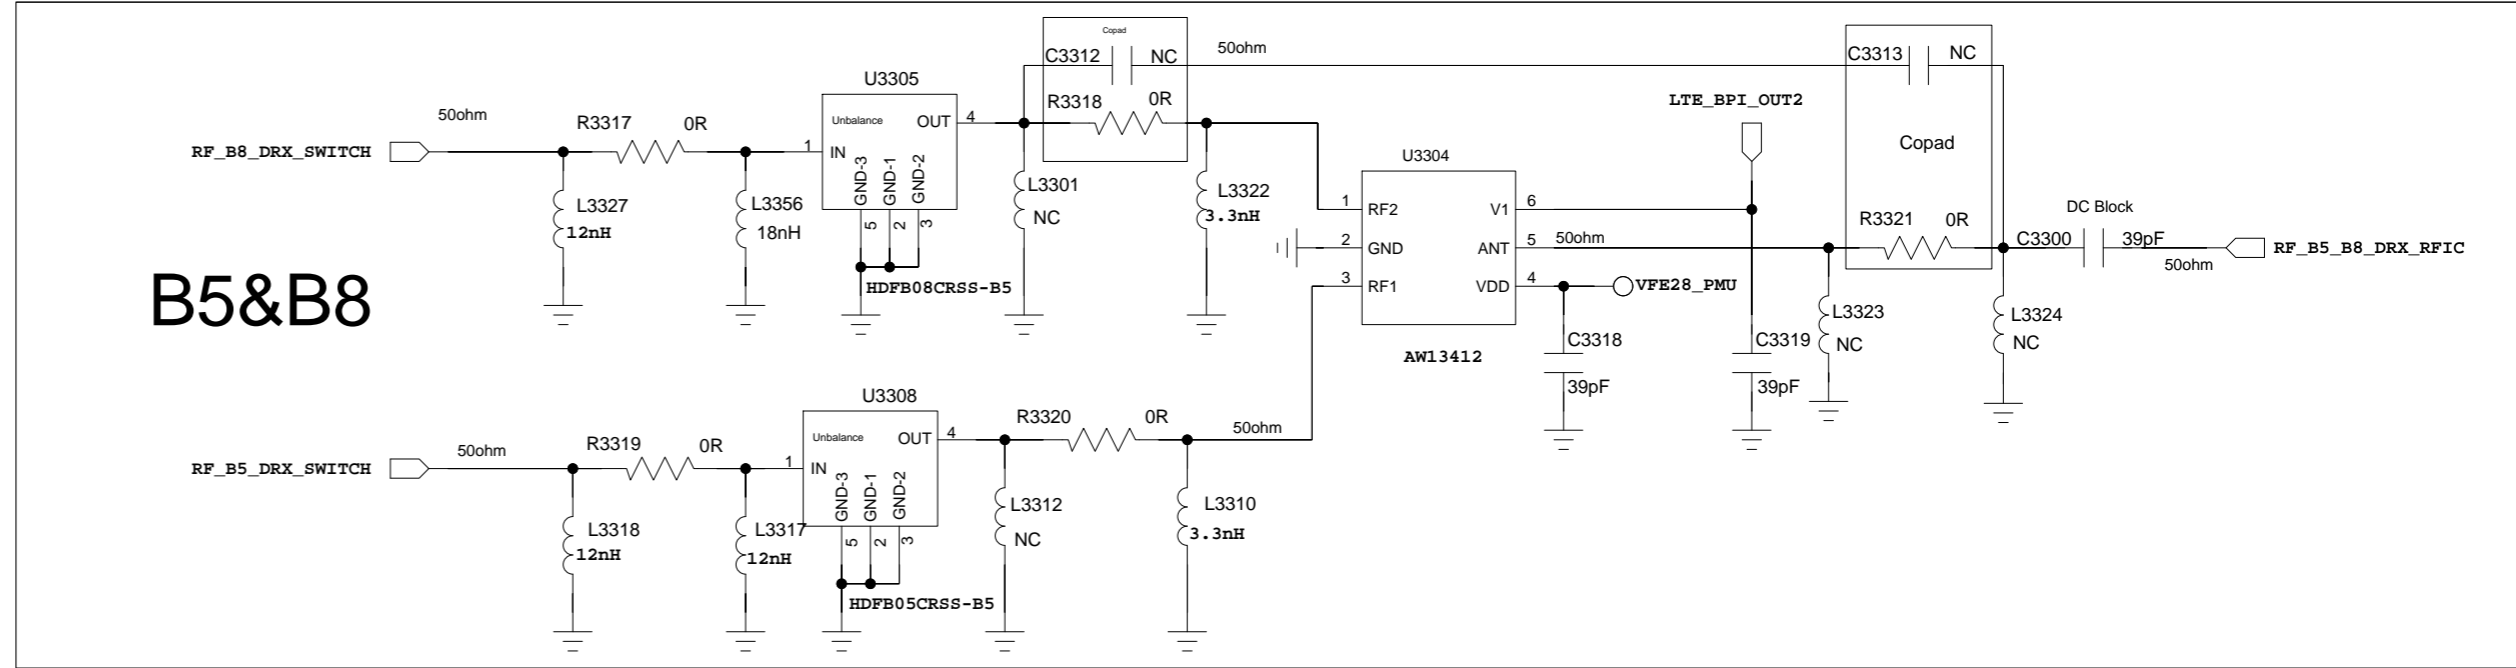 B5&B8
RF_B8_DRX_SWITCH
50ohm
R3317 0R
L3327
12nH
L3356
18nH
U3305
Unbalance
OUT
IN
GND-3
GND-1
GND-2
1
4
5
2
3
HDFB08CRSS-B5
Copad
C3312 NC
R3318 0R
L3301
NC
L3322
3.3nH
50ohm
U3304
1 RF2
2 GND
3 RF1
V1 6
ANT 5
VDD 4
AW13412
50ohm
LTE_BPI_OUT2
VFE28_PMU
C3318
39pF
C3319
39pF
C3313 NC
Copad
R3321 0R
L3323
NC
L3324
NC
DC Block
C3300 39pF
50ohm
RF_B5_B8_DRX_RFIC
RF_B5_DRX_SWITCH
50ohm
R3319 0R
L3318
12nH
L3317
12nH
U3308
Unbalance
OUT
IN
GND-3
GND-1
GND-2
1
4
5
2
3
HDFB05CRSS-B5
R3320 0R
L3312
NC
L3310
3.3nH
50ohm